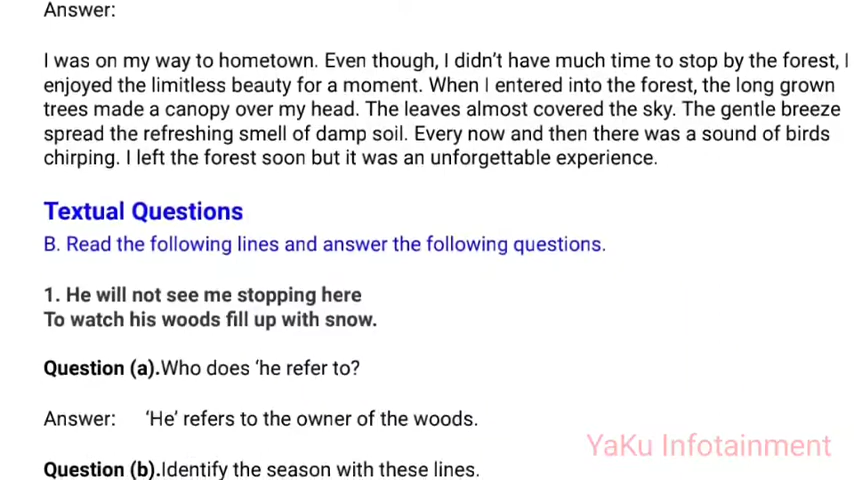 Answer:
I was on my way to hometown. Even though, I didn't have much time to stop by the forest, I
enjoyed the limitless beauty for a moment. When I entered into the forest, the long grown
trees made a canopy over my head. The leaves almost covered the sky. The gentle breeze
spread the refreshing smell of damp soil. Every now and then there was a sound of birds
chirping. I left the forest soon but it was an unforgettable experience.
Textual Questions
B. Read the following lines and answer the following questions.
1. He will not see me stopping here
To watch his woods fill up with snow.
Question (a).Who does 'he refer to?
Answer: 'He' refers to the owner of the woods.
YaKu Infotainment
Question (b).Identify the season with these lines.